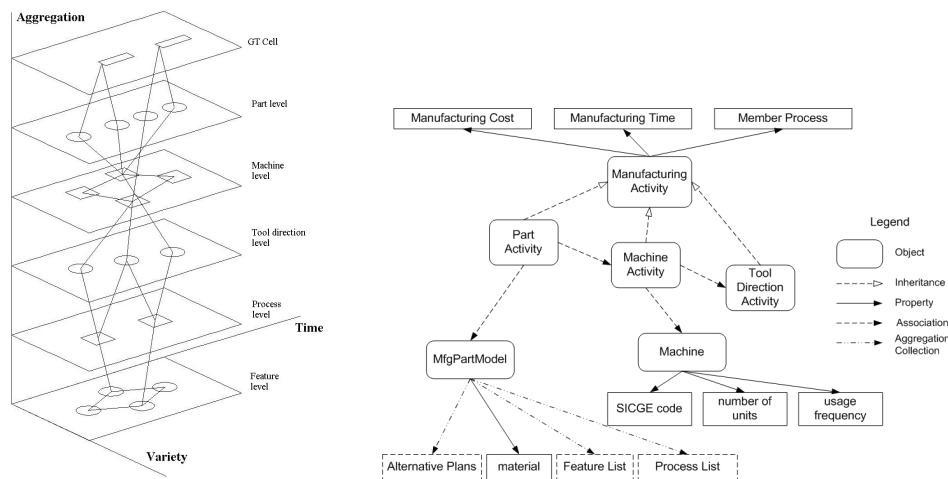 Aggregation
GT Cell
Part level
Machine
level
Tool direction
level
Process
level
Time
Feature
level
Variety
Manufacturing Cost
Manufacturing Time
Member Process
Manufacturing
Activity
Part
Activity
Machine
Activity
Tool
Direction
Activity
MfgPartModel
Machine
SICGE code
number of
units
usage
frequency
Alternative Plans
material
Feature List
Process List
Legend
Object
Inheritance
Property
Association
Aggregation
Collection